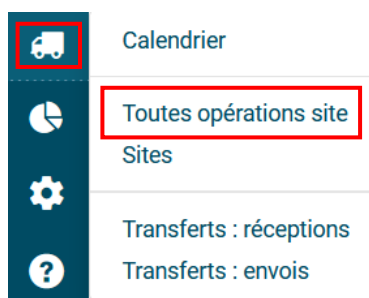 Calendrier
Toutes opérations site
Sites
Transferts : réceptions
Transferts : envois
?